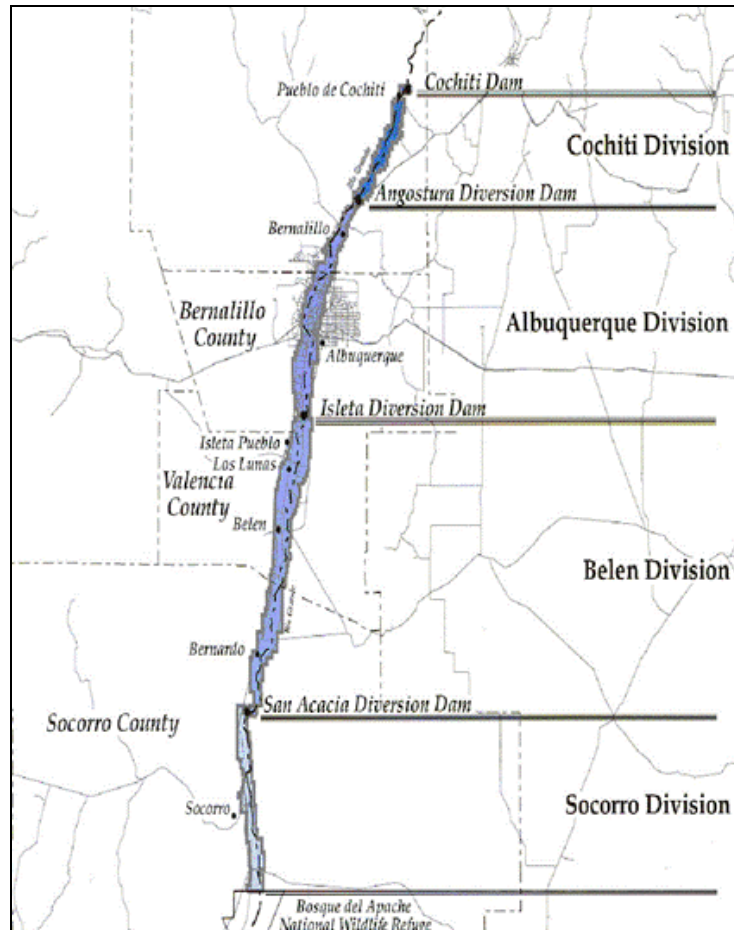 Pueblo de Cochiti
Cochiti Dam
Cochiti Division
Angostura Diversion Dam
Bernalillo
Bernalillo
County
Albuquerque Division
Albuquerque
Isleta Diversion Dam
Isleta Pueblo
Los Lunas
Valencia
County
Belen
Belen Division
Rio Grande
Bernardo
San Acacia Diversion Dam
Socorro County
Socorro
Socorro Division
Bosque del Apache
National Wildlife Refuge